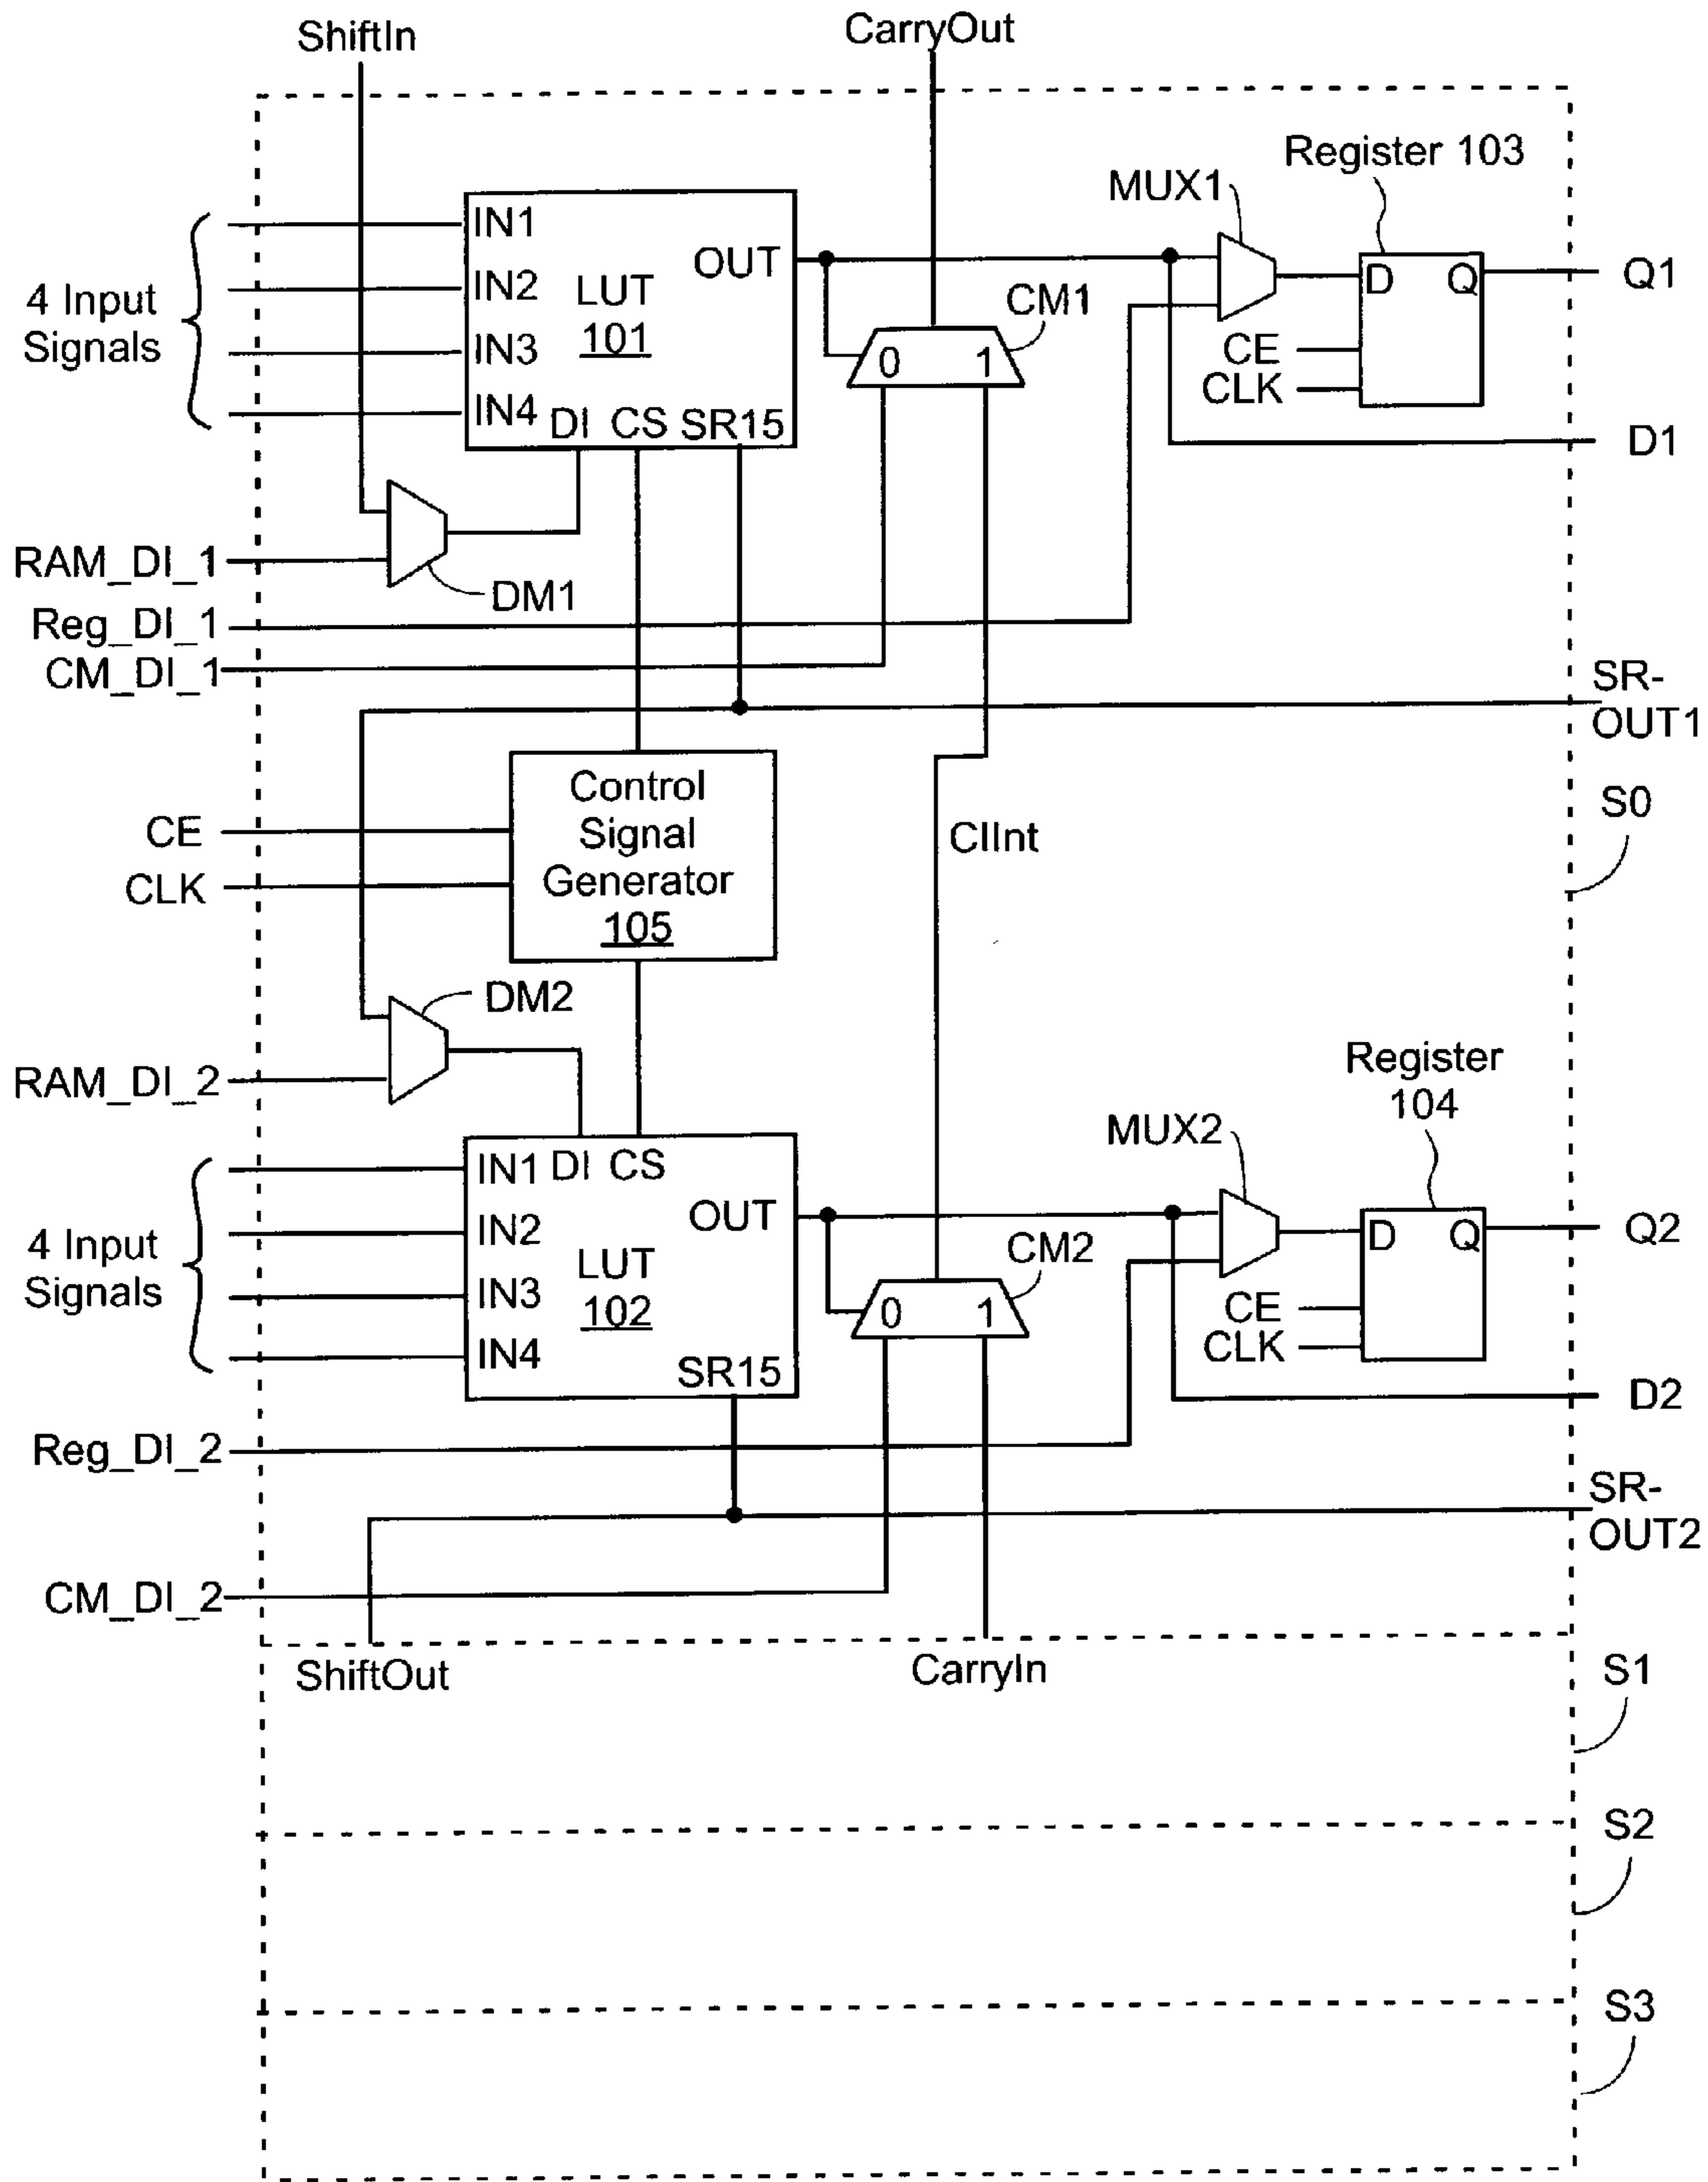 ShiftIn
CarryOut
Register 103
MUX1
IN1
IN2
IN3
IN4
LUT
101
OUT
DI CS SR15
4 Input
Signals
0 1
CM1
D Q
CE
CLK
Q1
D1
RAM_DI_1
DM1
Reg_DI_1
CM_DI_1
SR-
OUT1
Control
Signal
Generator
105
CE
CLK
CIInt
S0
DM2
RAM_DI_2
Register
104
MUX2
IN1 DI CS
IN2
IN3
IN4
LUT
102
OUT
SR15
4 Input
Signals
0 1
CM2
D Q
CE
CLK
Q2
D2
Reg_DI_2
SR-
OUT2
CM_DI_2
ShiftOut
CarryIn
S1
S2
S3